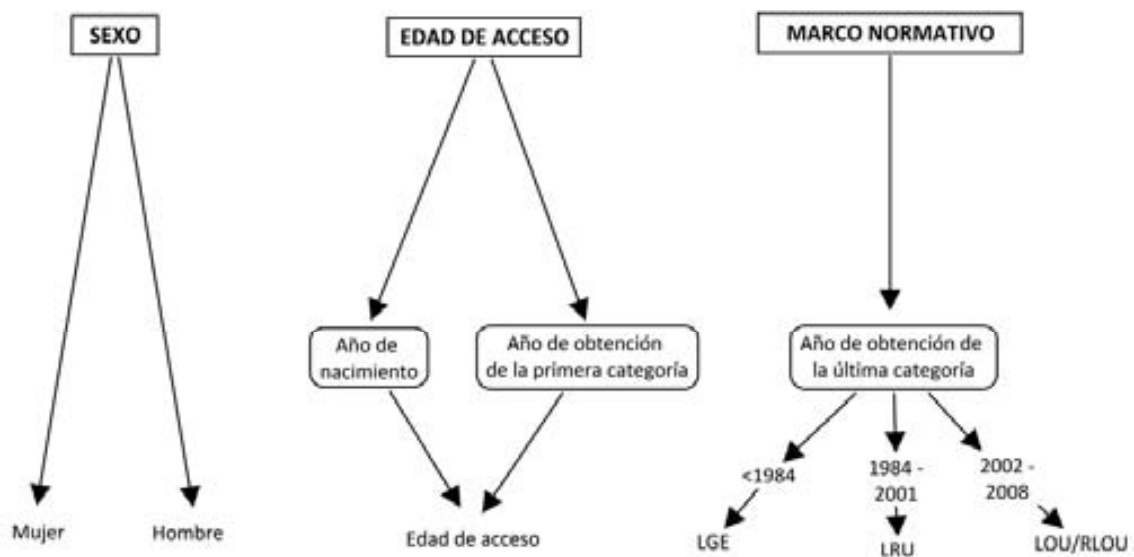 SEXO
EDAD DE ACCESO
MARCO NORMATIVO
Año de
nacimiento
Año de obtención
de la primera categoría
Año de obtención de
la última categoría
<1984
1984 -
2001
2002 -
2008
Mujer
Hombre
Edad de acceso
LGE
LRU
LOU/RLOU